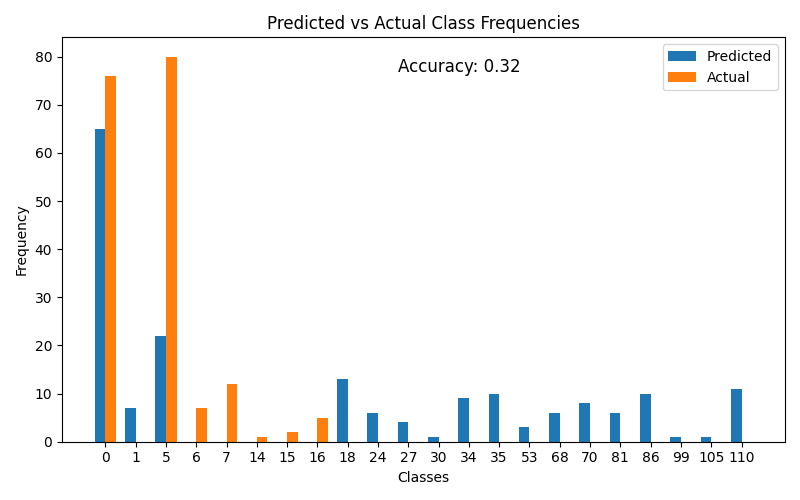 Predicted vs Actual Class Frequencies
Accuracy: 0.32
Predicted
Actual
Frequency
80
70
60
50
40
30
20
10
0
0 1 5 6 7 14 15 16 18 24 27 30 34 35 53 68 70 81 86 99 105 110
Classes